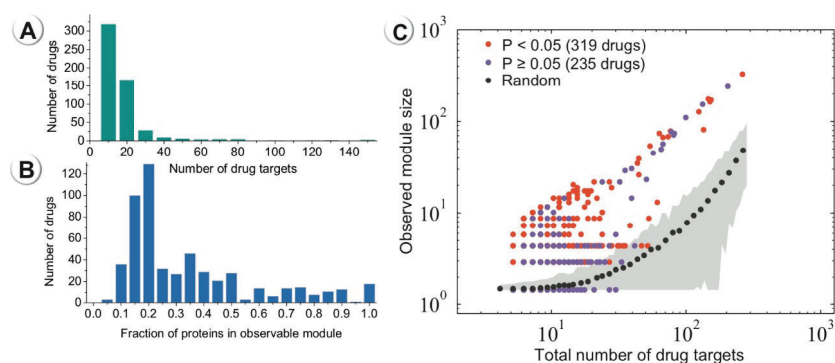 A
Number of drugs
300
250
200
150
100
50
0
0 20 40 60 80 100 120 140
Number of drug targets
B
Number of drugs
120
100
80
60
40
20
0
0.0 0.1 0.2 0.3 0.4 0.5 0.6 0.7 0.8 0.9 1.0
Fraction of proteins in observable module
C
P < 0.05 (319 drugs)
P ≥ 0.05 (235 drugs)
Random
Observed module size
10³
10²
10¹
10⁰
10¹ 10² 10³
Total number of drug targets